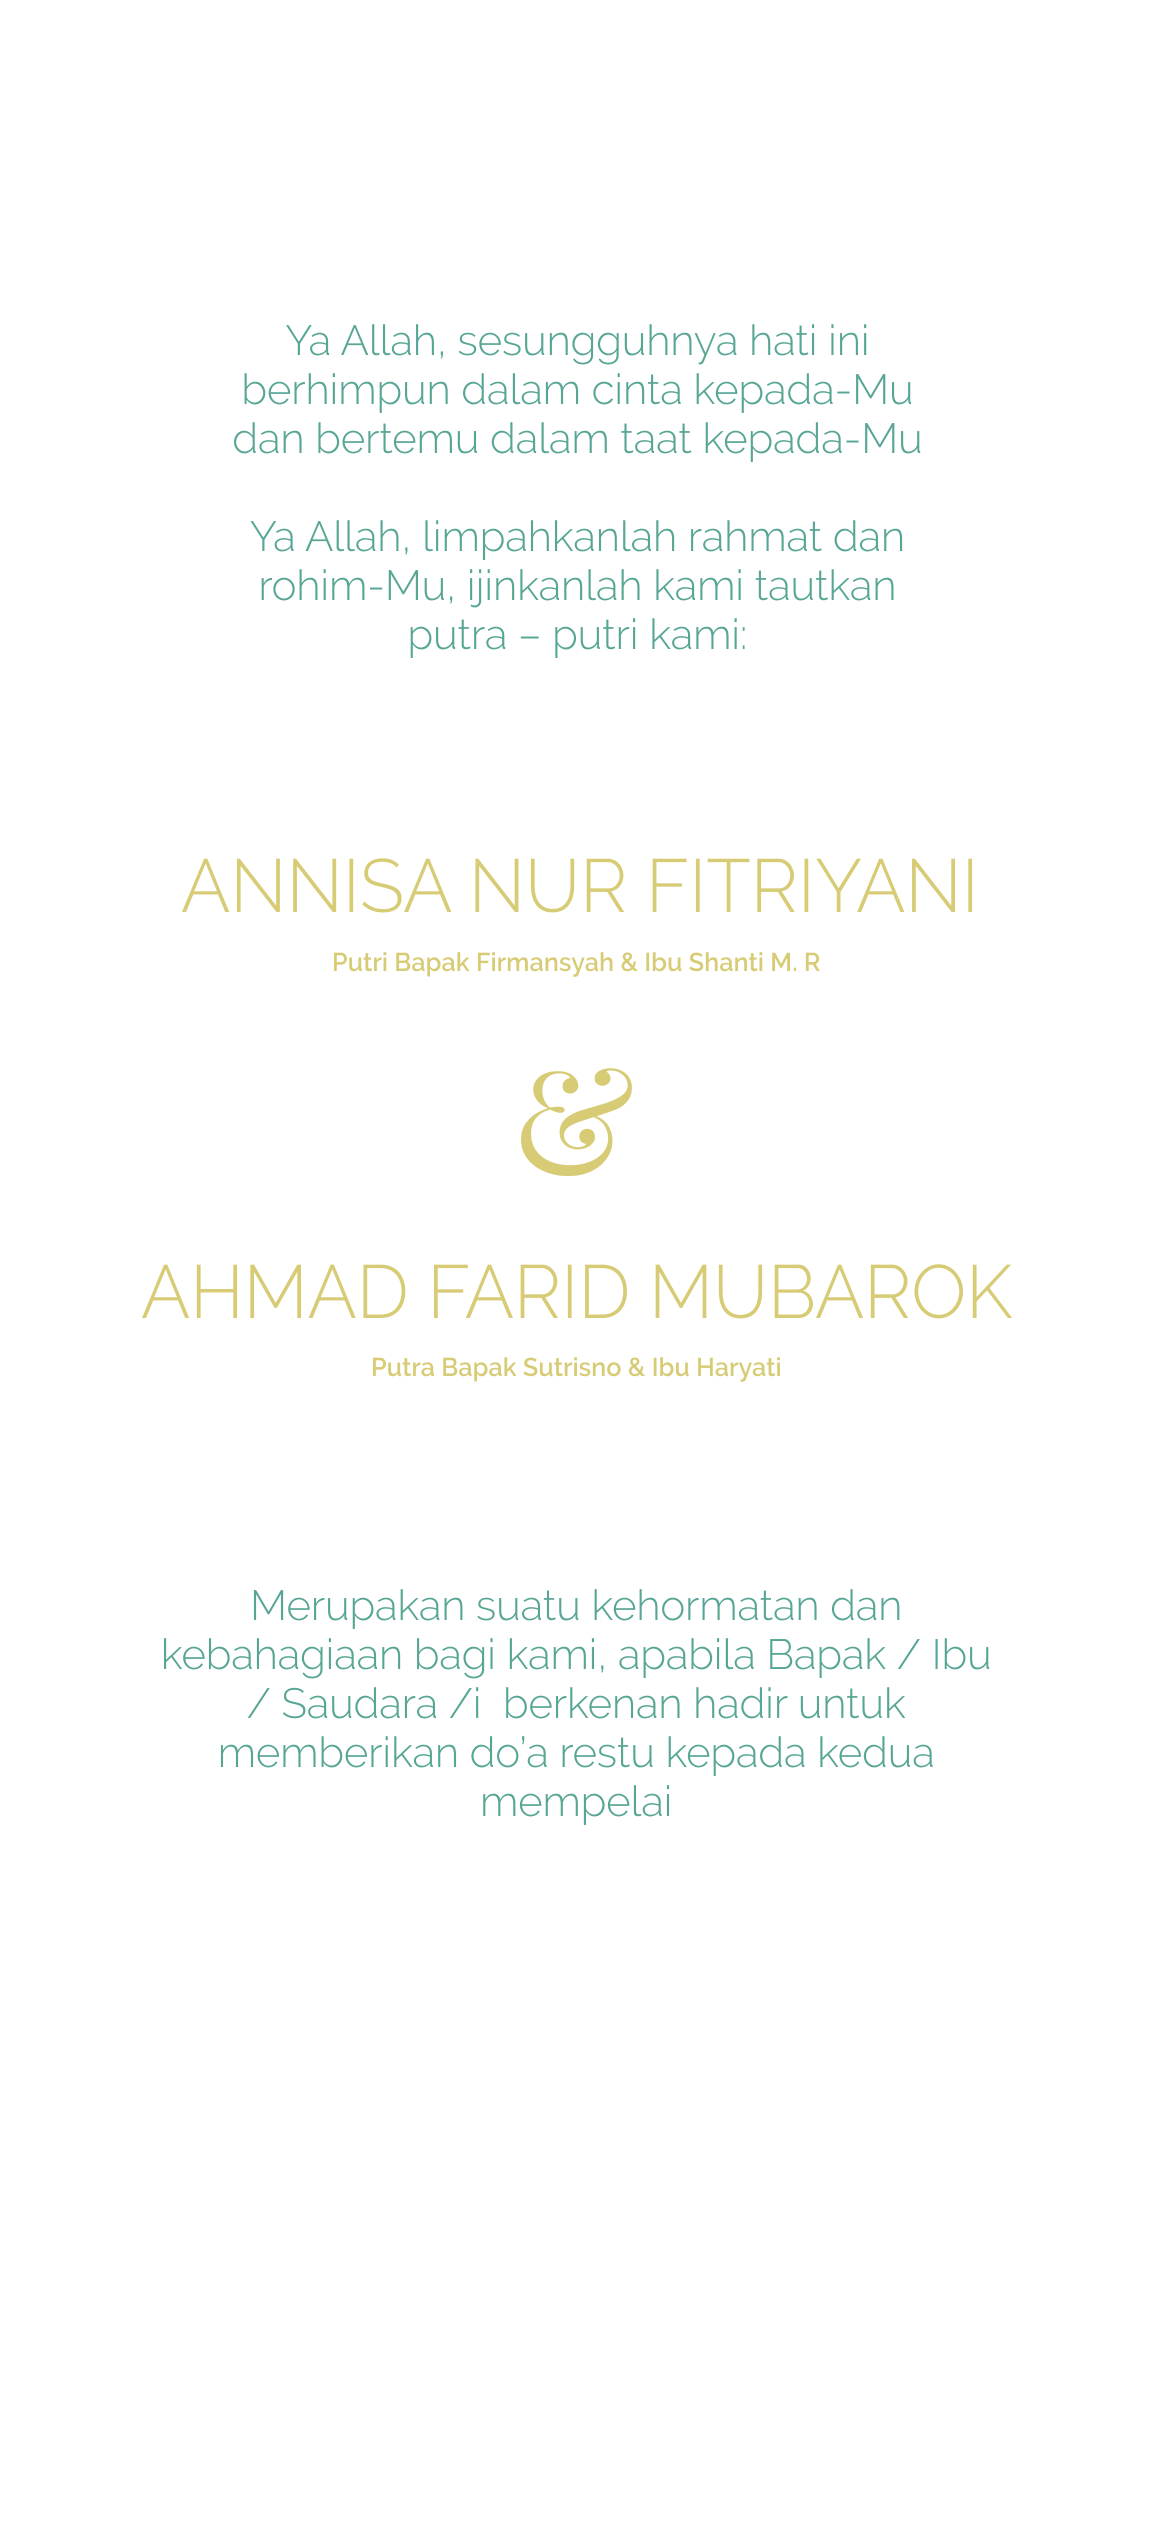 Ya Allah, sesungguhnya hati ini
berhimpun dalam cinta kepada-Mu
dan bertemu dalam taat kepada-Mu
Ya Allah, limpahkanlah rahmat dan
rohim-Mu, ijinkanlah kami tautkan
putra – putri kami:
ANNISA NUR FITRIYANI
Putri Bapak Firmansyah & Ibu Shanti M. R
&
AHMAD FARID MUBAROK
Putra Bapak Sutrisno & Ibu Haryati
Merupakan suatu kehormatan dan
kebahagiaan bagi kami, apabila Bapak / Ibu
/ Saudara /i  berkenan hadir untuk
memberikan do’a restu kepada kedua
mempelai